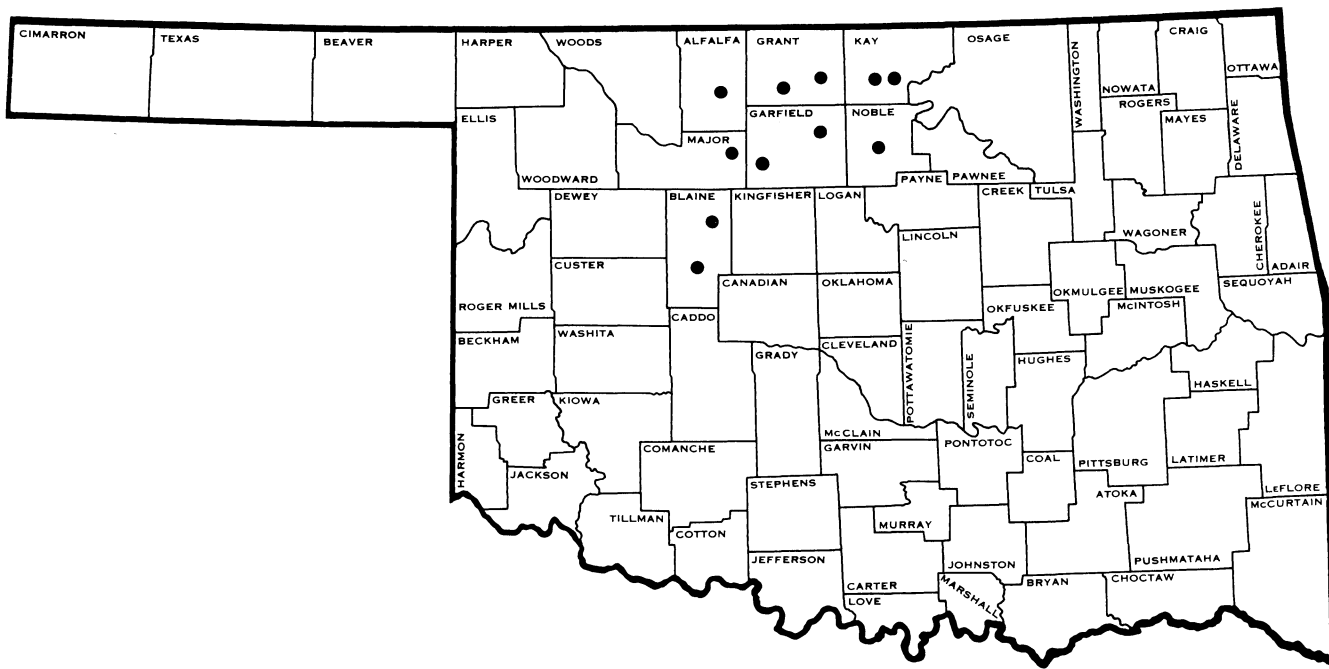 CIMARRON
TEXAS
BEAVER
HARPER
WOODS
ALFALFA
GRANT
KAY
OSAGE
WASHINGTON
NOWATA
CRAIG
OTTAWA
ROGERS
MAYES
DELAWARE
ELLIS
WOODWARD
MAJOR
GARFIELD
NOBLE
PAYNE
PAWNEE
CREEK
TULSA
WAGONER
CHEROKEE
ADAIR
DEWEY
BLAINE
KINGFISHER
LOGAN
LINCOLN
CUSTER
ROGER MILLS
CANADIAN
OKLAHOMA
OKFUSKEE
OKMULGEE
MUSKOGEE
McINTOSH
SEQUOYAH
BECKHAM
WASHITA
CADDO
GRADY
CLEVELAND
POTTAWATOMIE
SEMINOLE
HUGHES
HASKELL
GREER
KIOWA
HARMON
JACKSON
COMANCHE
McCLAIN
GARVIN
PONTOTOC
COAL
PITTSBURG
LATIMER
LeFLORE
McCURTAIN
STEPHENS
TILLMAN
COTTON
MURRAY
ATOKA
PUSHMATAHA
JEFFERSON
CARTER
LOVE
JOHNSTON
MARSHALL
BRYAN
CHOCTAW